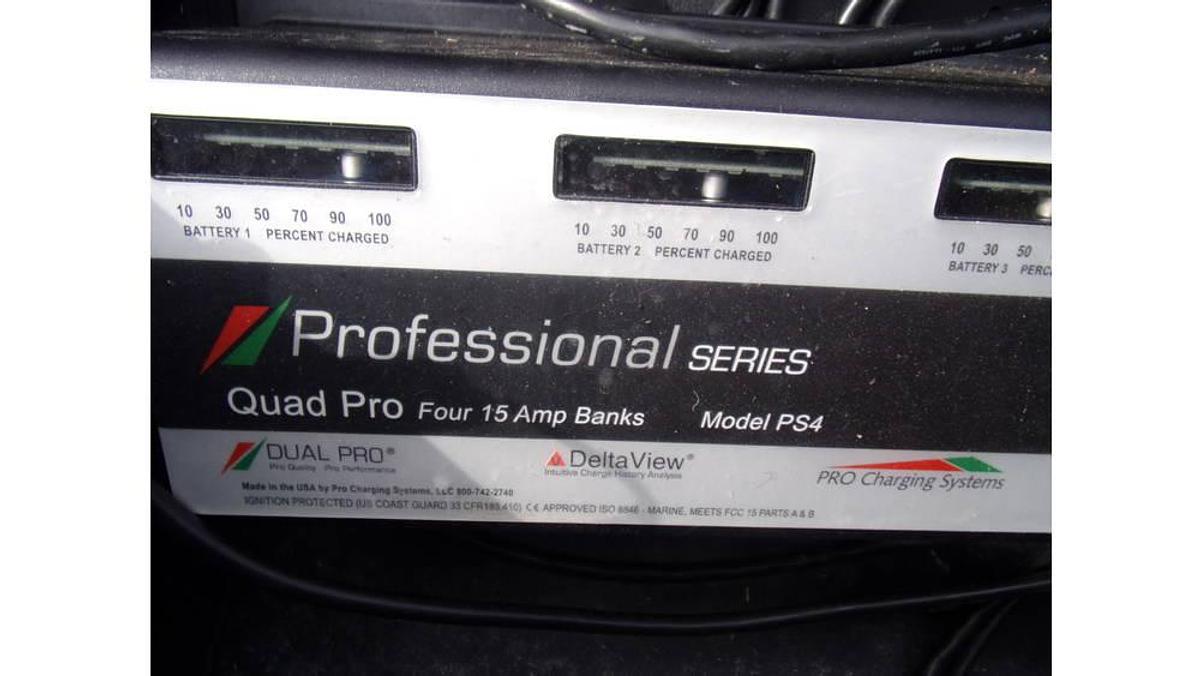 10 30 50 70 90 100
BATTERY 1 PERCENT CHARGED
10 30 50 70 90 100
BATTERY 2 PERCENT CHARGED
10 30 50
BATTERY 3 PERC
Professional SERIES
Quad Pro Four 15 Amp Banks Model PS4
DUAL PRO®
Pro Quality Pro Performance
DeltaView®
Intuitive Charge History Analysis
PRO Charging Systems
Made in the USA by Pro Charging Systems, LLC 800-742-2740
IGNITION PROTECTED (US COAST GUARD 33 CFR183.410) CE APPROVED ISO 8846 - MARINE, MEETS FCC 15 PARTS A & B